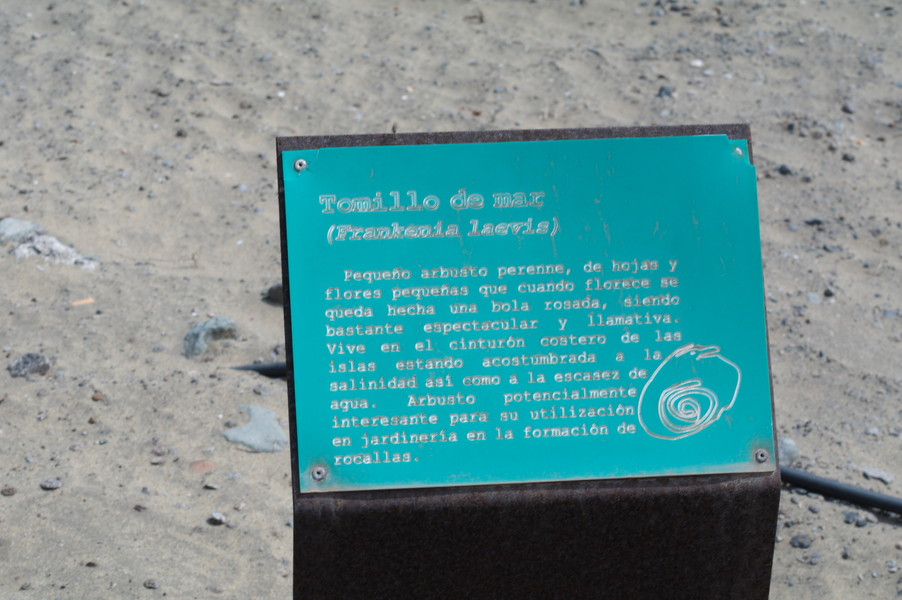 Tomillo de mar
(Frankenia laevis)
Pequeño arbusto perenne, de hojas y
flores pequeñas que cuando florece se
queda hecha una bola rosada, siendo
bastante espectacular y llamativa.
Vive en el cinturón costero de las
islas estando acostumbrada a la
salinidad así como a la escasez de
agua. Arbusto potencialmente
interesante para su utilización
en jardinería en la formación de
rocallas.